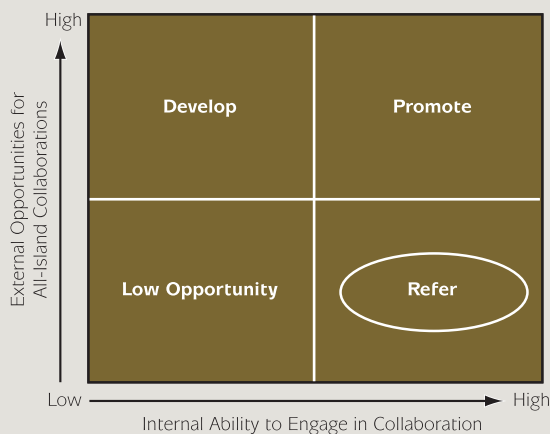 High
External Opportunities for
All-Island Collaborations
Develop
Promote
Low Opportunity
Refer
Low
High
Internal Ability to Engage in Collaboration